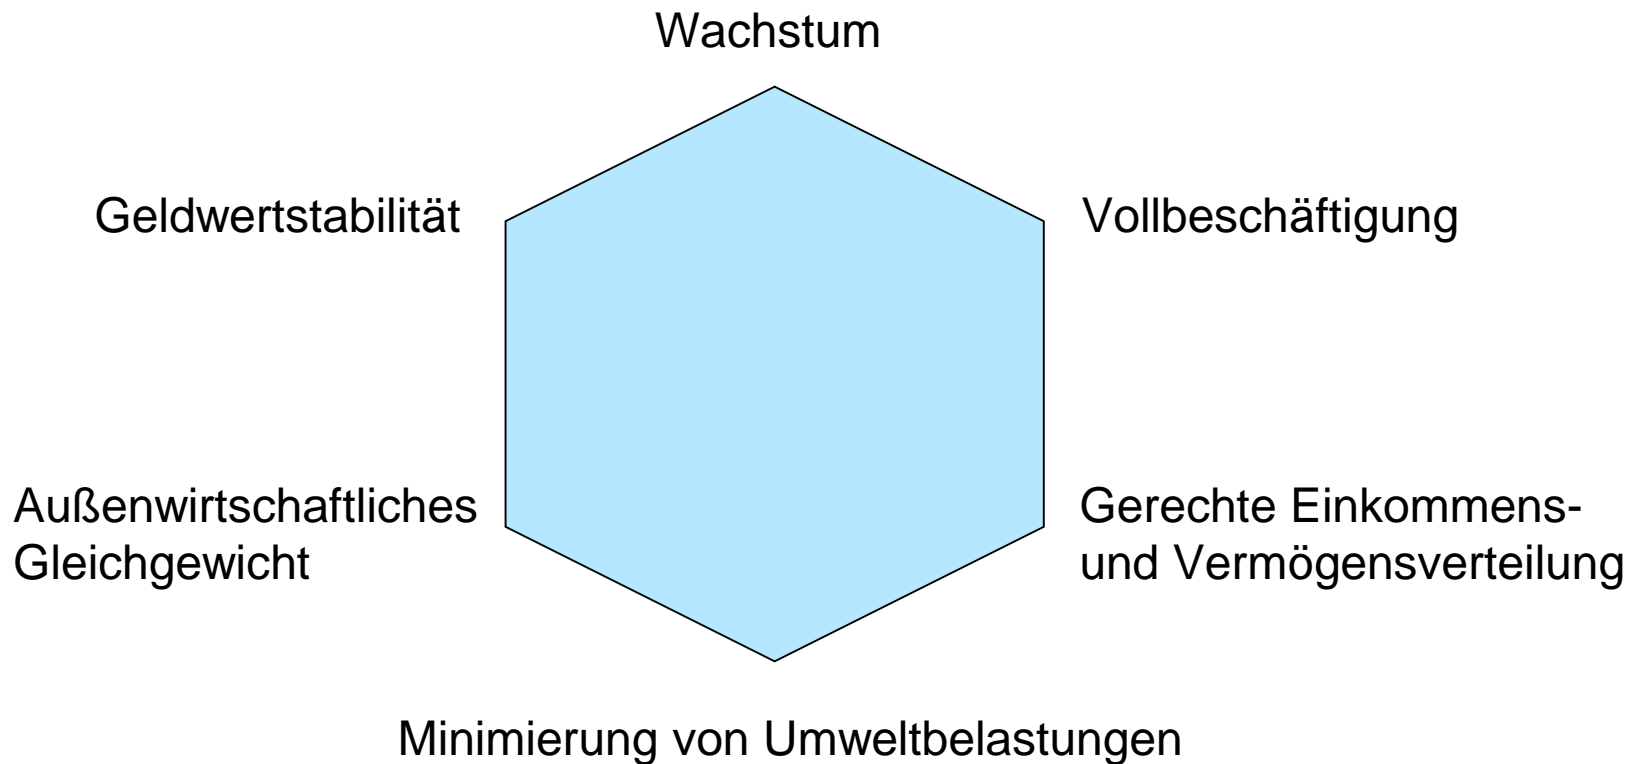 Wachstum
Geldwertstabilität
Vollbeschäftigung
Außenwirtschaftliches
Gleichgewicht
Gerechte Einkommens-
und Vermögensverteilung
Minimierung von Umweltbelastungen